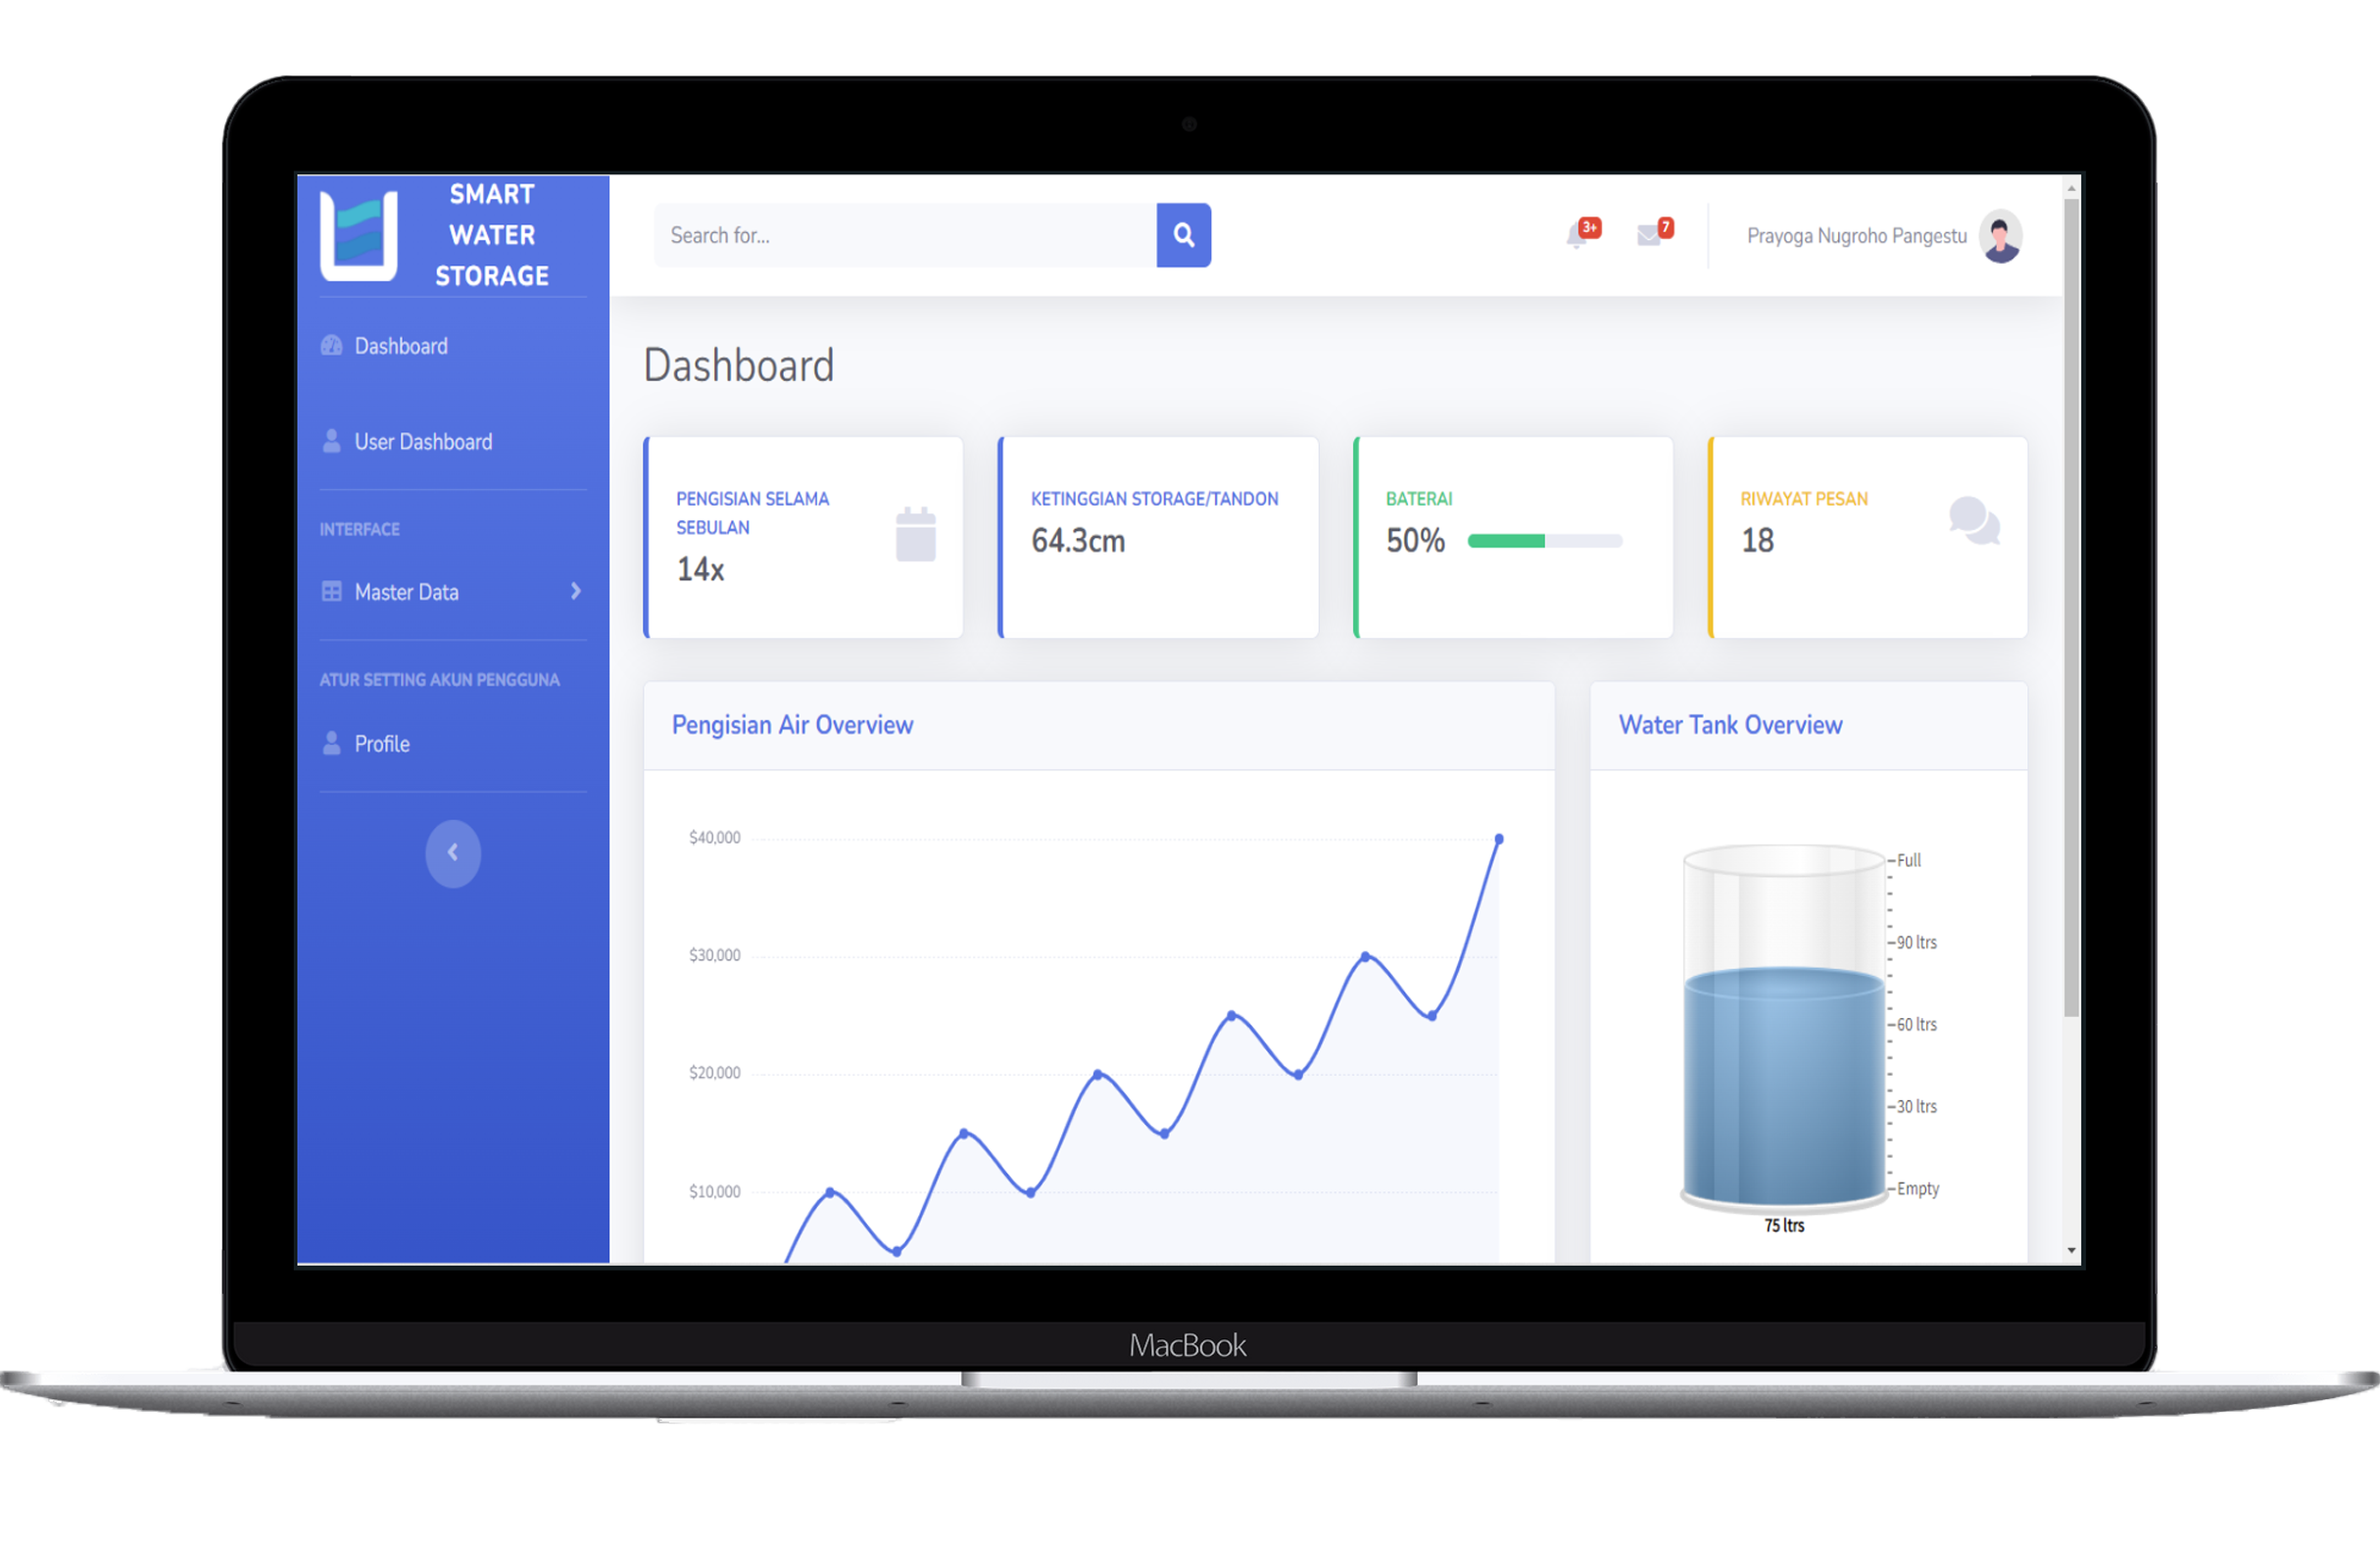 SMART
WATER
STORAGE
Dashboard
User Dashboard
INTERFACE
Master Data
ATUR SETTING AKUN PENGGUNA
Profile
Search for...
3+
7
Prayoga Nugroho Pangestu
Dashboard
PENGISIAN SELAMA
SEBULAN
14x
KETINGGIAN STORAGE/TANDON
64.3cm
BATERAI
50%
RIWAYAT PESAN
18
Pengisian Air Overview
$40,000
$30,000
$20,000
$10,000
Water Tank Overview
Full
90 ltrs
60 ltrs
30 ltrs
Empty
75 ltrs
MacBook